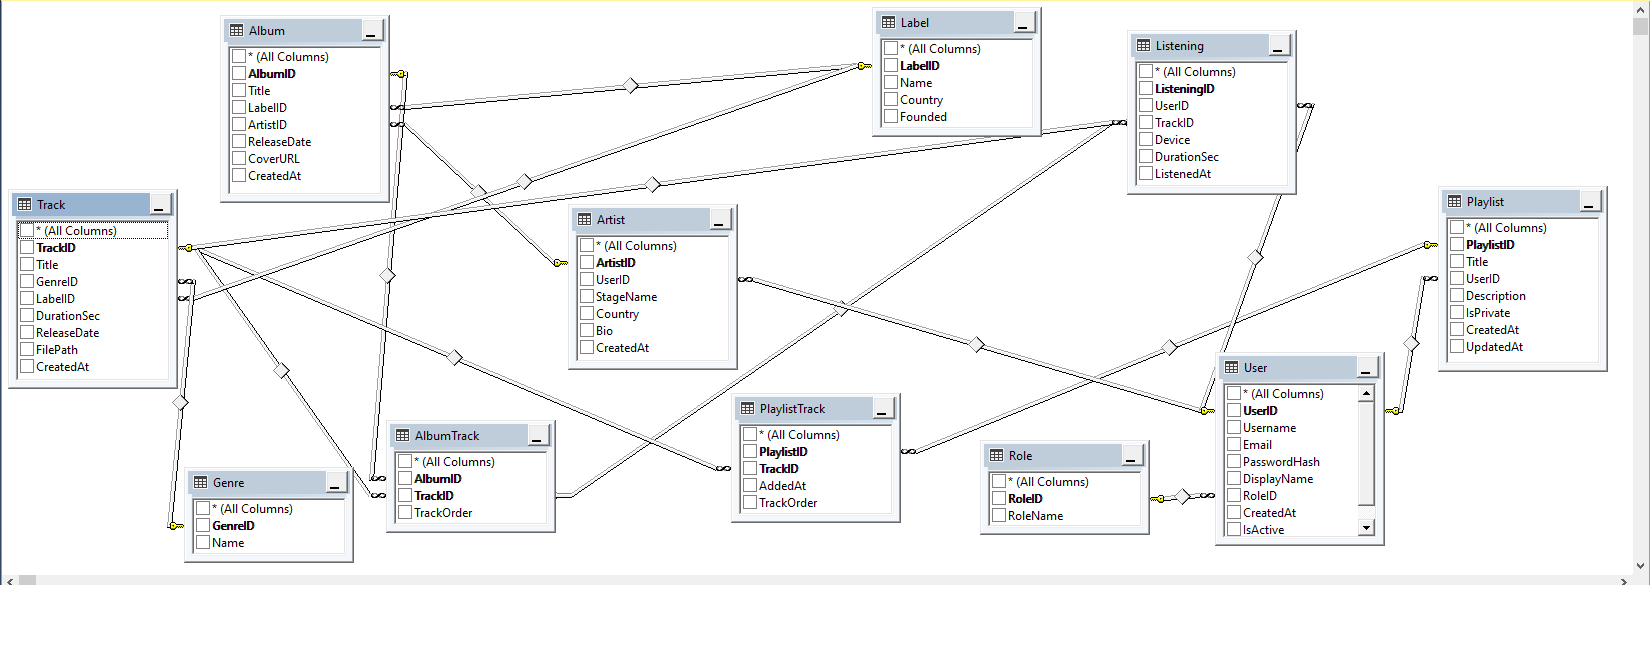 Album
* (All Columns)
AlbumID
Title
LabelID
ArtistID
ReleaseDate
CoverURL
CreatedAt
Label
* (All Columns)
LabelID
Name
Country
Founded
Listening
* (All Columns)
ListeningID
UserID
TrackID
Device
DurationSec
ListenedAt
Track
* (All Columns)
TrackID
Title
GenreID
LabelID
DurationSec
ReleaseDate
FilePath
CreatedAt
Artist
* (All Columns)
ArtistID
UserID
StageName
Country
Bio
CreatedAt
Playlist
* (All Columns)
PlaylistID
Title
UserID
Description
IsPrivate
CreatedAt
UpdatedAt
User
* (All Columns)
UserID
Username
Email
PasswordHash
DisplayName
RoleID
CreatedAt
IsActive
PlaylistTrack
* (All Columns)
PlaylistID
TrackID
AddedAt
TrackOrder
AlbumTrack
* (All Columns)
AlbumID
TrackID
TrackOrder
Role
* (All Columns)
RoleID
RoleName
Genre
* (All Columns)
GenreID
Name